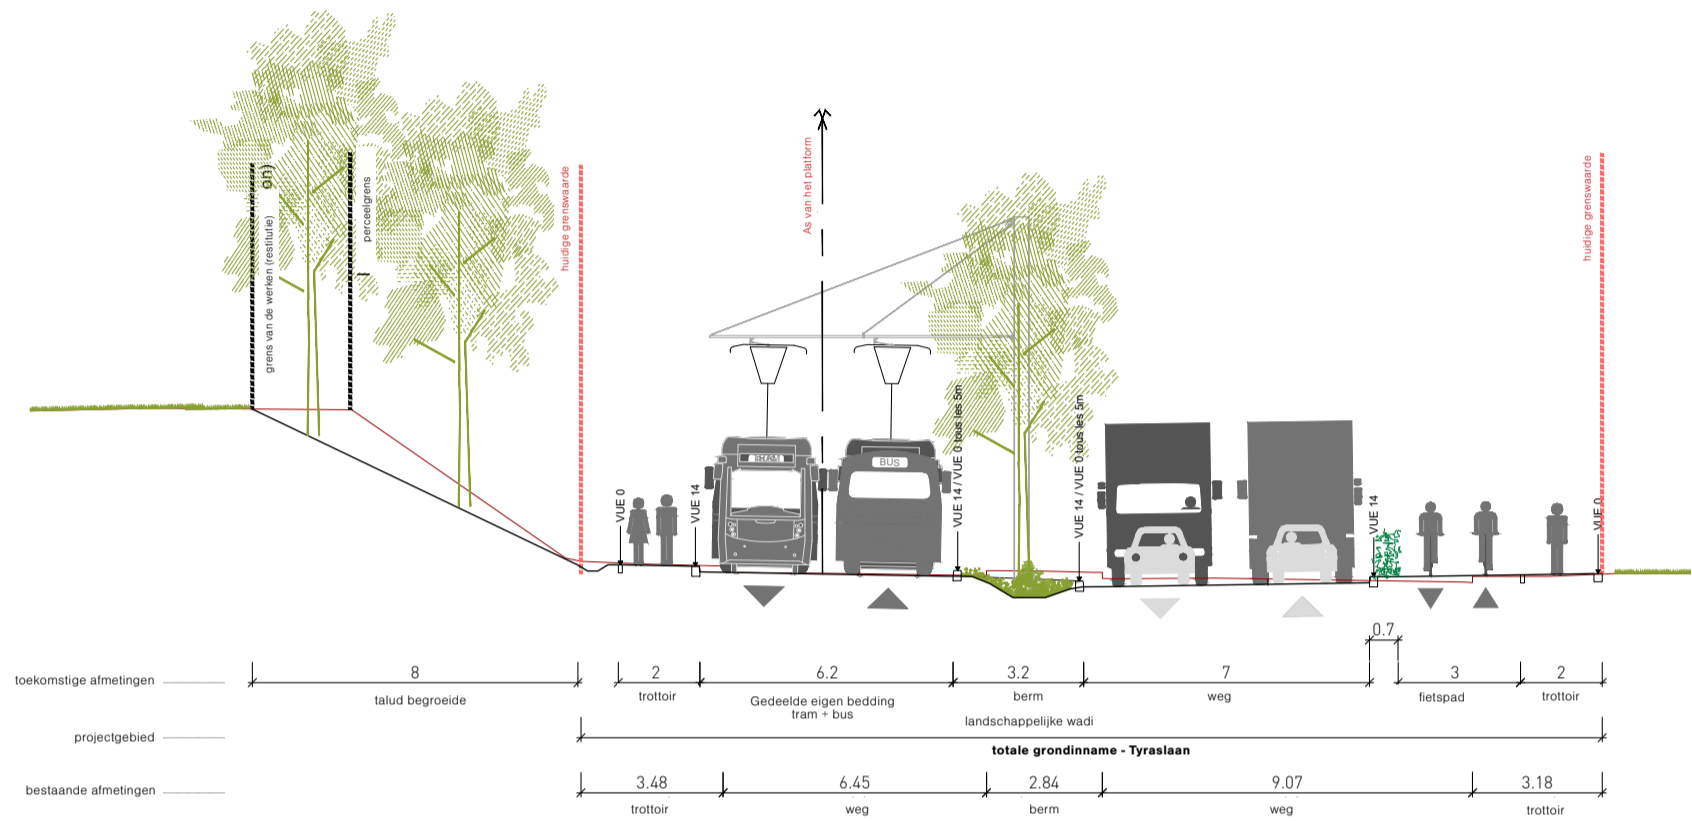 on)
grens van de werken (restitutie)
perceelgrens
huidige grenswaarde
As van het platform
huidige grenswaarde
VUE 0
VUE 14
VUE 14 / VUE 0 tous les 5m
VUE 14 / VUE 0 tous les 5m
VUE 14
VUE 0
BUS
0.7
toekomstige afmetingen
8
2
6.2
3.2
7
3
2
talud begroeide
trottoir
Gedeelde eigen bedding
tram + bus
berm
weg
fietspad
trottoir
landschappelijke wadi
projectgebied
totale grondinname - Tyraslaan
bestaande afmetingen
3.48
6.45
2.84
9.07
3.18
trottoir
weg
berm
weg
trottoir